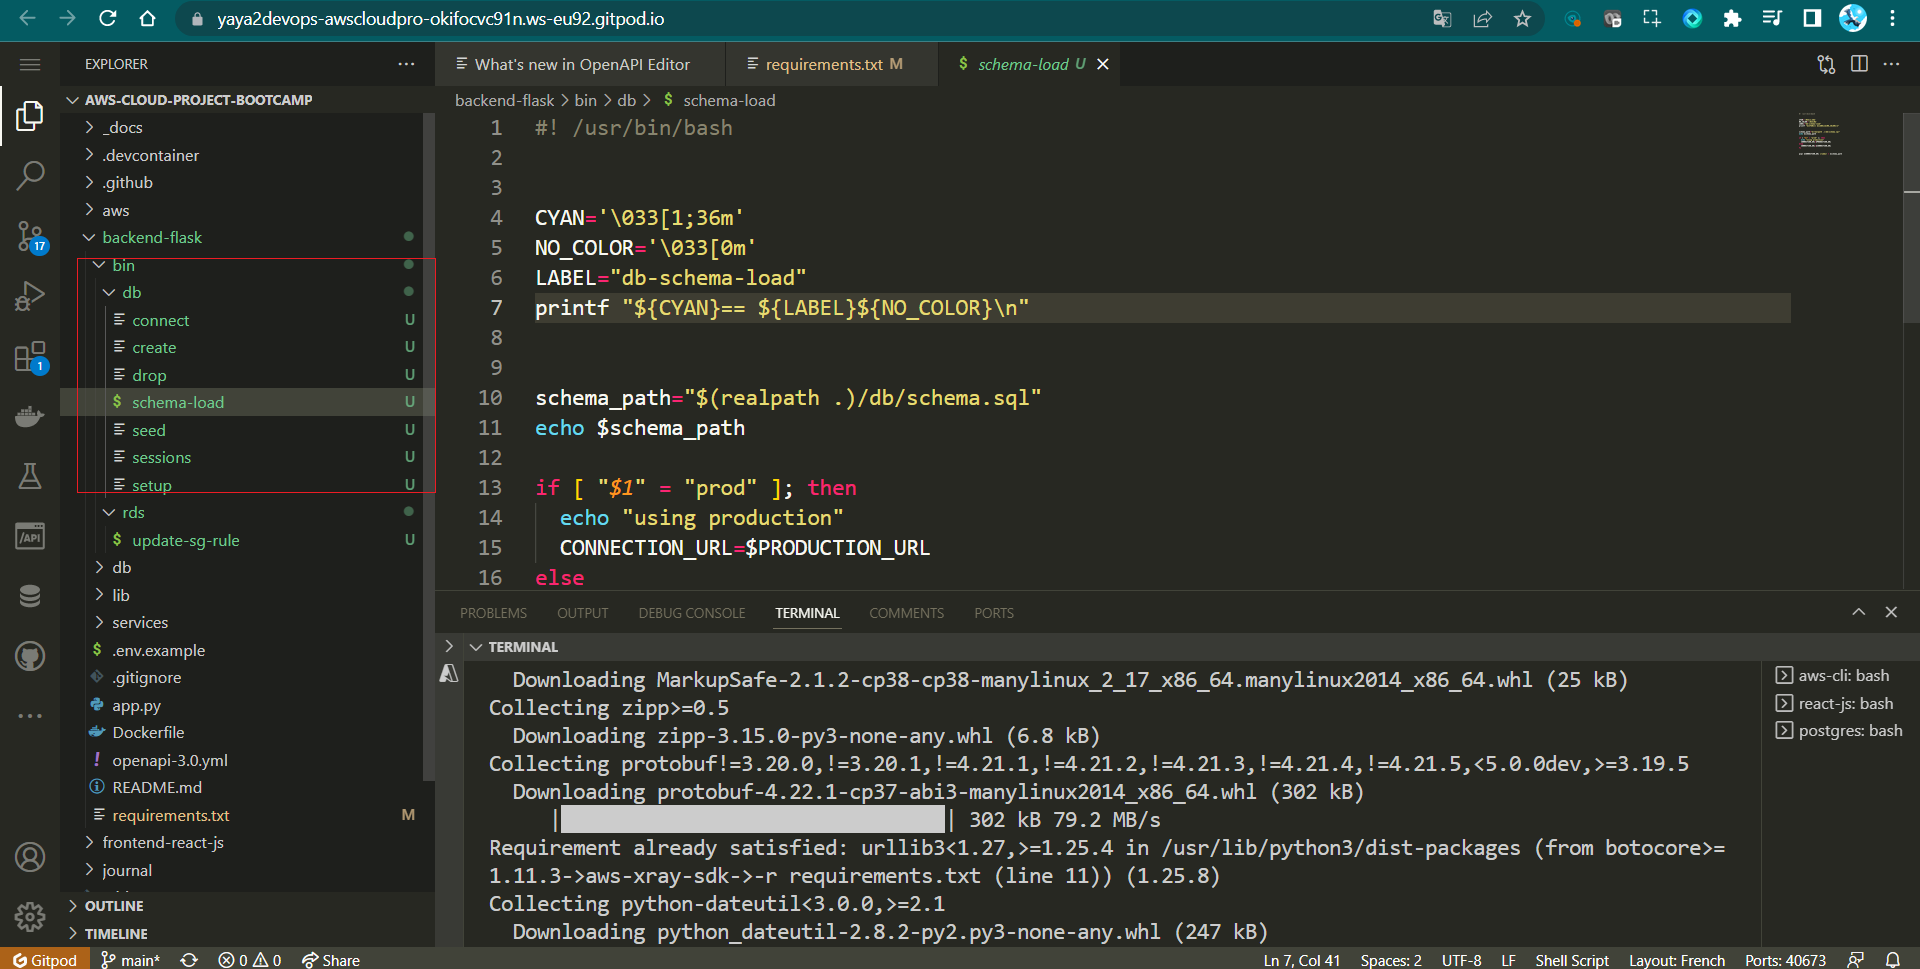 yaya2devops-awscloudpro-okifocvc91n.ws-eu92.gitpod.io
EXPLORER
AWS-CLOUD-PROJECT-BOOTCAMP
_docs
.devcontainer
.github
aws
backend-flask
bin
db
connect U
create U
drop U
schema-load U
seed U
sessions U
setup U
rds
update-sg-rule U
db
lib
services
.env.example
.gitignore
app.py
Dockerfile
openapi-3.0.yml
README.md
requirements.txt M
frontend-react-js
journal
OUTLINE
TIMELINE
17
1
/API
What's new in OpenAPI Editor
requirements.txt M
$ schema-load U
backend-flask > bin > db > $ schema-load
1 #! /usr/bin/bash
2
3
4 CYAN='\033[1;36m'
5 NO_COLOR='\033[0m'
6 LABEL="db-schema-load"
7 printf "${CYAN}== ${LABEL}${NO_COLOR}\n"
8
9
10 schema_path="$(realpath .)/db/schema.sql"
11 echo $schema_path
12
13 if [ "$1" = "prod" ]; then
14 echo "using production"
15 CONNECTION_URL=$PRODUCTION_URL
16 else
PROBLEMS OUTPUT DEBUG CONSOLE TERMINAL COMMENTS PORTS
TERMINAL
Downloading MarkupSafe-2.1.2-cp38-cp38-manylinux_2_17_x86_64.manylinux2014_x86_64.whl (25 kB)
Collecting zipp>=0.5
Downloading zipp-3.15.0-py3-none-any.whl (6.8 kB)
Collecting protobuf!=3.20.0,!=3.20.1,!=4.21.1,!=4.21.2,!=4.21.3,!=4.21.4,!=4.21.5,<5.0.0dev,>=3.19.5
Downloading protobuf-4.22.1-cp37-abi3-manylinux2014_x86_64.whl (302 kB)
| | 302 kB 79.2 MB/s
Requirement already satisfied: urllib3<1.27,>=1.25.4 in /usr/lib/python3/dist-packages (from botocore>=
1.11.3->aws-xray-sdk->-r requirements.txt (line 11)) (1.25.8)
Collecting python-dateutil<3.0.0,>=2.1
Downloading python_dateutil-2.8.2-py2.py3-none-any.whl (247 kB)
aws-cli: bash
react-js: bash
postgres: bash
Gitpod main* 0 0 Share
Ln 7, Col 41 Spaces: 2 UTF-8 LF Shell Script Layout: French Ports: 40673